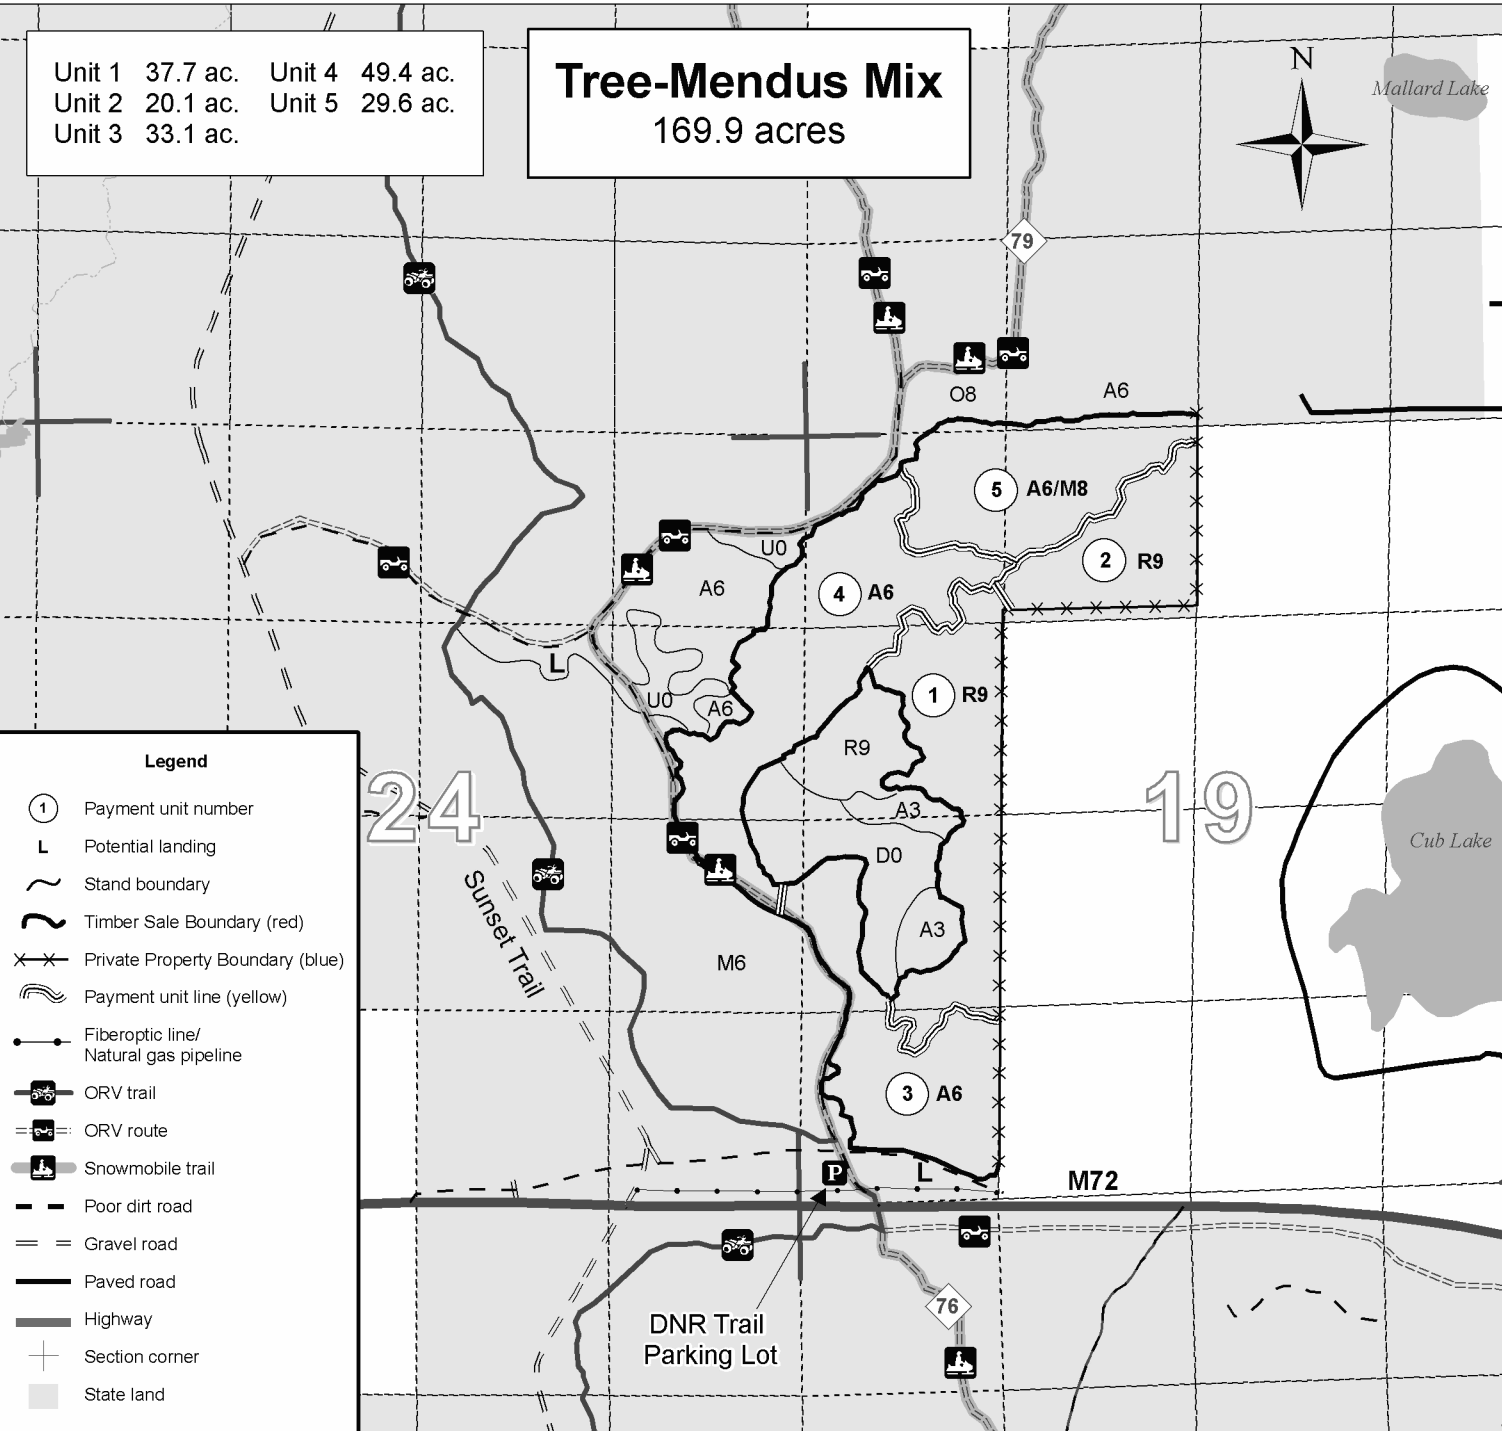 Unit 1 37.7 ac. Unit 4 49.4 ac.
Unit 2 20.1 ac. Unit 5 29.6 ac.
Unit 3 33.1 ac.
Tree-Mendus Mix
169.9 acres
N
Mallard Lake
79
O8
A6
5 A6/M8
2 R9
U0
A6
4 A6
L
U0
A6
1 R9
R9
A3
D0
24
19
Cub Lake
Sunset Trail
A3
M6
3 A6
P
L
M72
76
DNR Trail
Parking Lot
Legend
1 Payment unit number
L Potential landing
Stand boundary
Timber Sale Boundary (red)
Private Property Boundary (blue)
Payment unit line (yellow)
Fiberoptic line/
Natural gas pipeline
ORV trail
ORV route
Snowmobile trail
Poor dirt road
Gravel road
Paved road
Highway
Section corner
State land